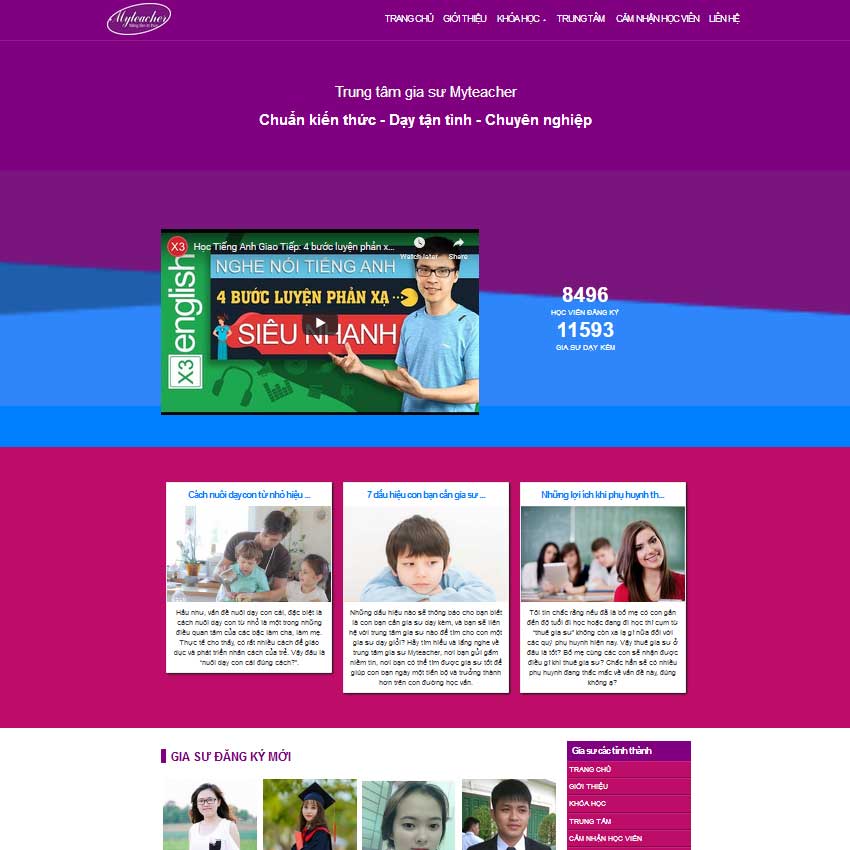 Myteacher
TRANG CHỦ GIỚI THIỆU KHÓA HỌC TRUNG TÂM CẢM NHẬN HỌC VIÊN LIÊN HỆ
Trung tâm gia sư Myteacher
Chuẩn kiến thức - Dạy tận tình - Chuyên nghiệp
X3 Học Tiếng Anh Giao Tiếp: 4 bước luyện phản x...
Watch later Share
NGHE NÓI TIẾNG ANH
4 BƯỚC LUYỆN PHẢN XẠ
SIÊU NHANH
X3 english
8496
HỌC VIÊN ĐĂNG KÝ
11593
GIA SƯ DẠY KÈM
Cách nuôi dạy con từ nhỏ hiệu ...
Hầu như, vấn đề nuôi dạy con cái, đặc biệt là
cách nuôi dạy con từ nhỏ là một trong những
điều quan tâm của các bậc làm cha, làm mẹ.
Thực tế cho thấy, có rất nhiều cách để giáo
dục và phát triển nhân cách của trẻ. Vậy đâu là
"nuôi dạy con cái đúng cách?".
7 dấu hiệu con bạn cần gia sư ...
Những dấu hiệu nào sẽ thông báo cho bạn biết
là con bạn cần gia sư dạy kèm, và bạn sẽ liên
hệ với trung tâm gia sư nào để tìm cho con một
gia sư dạy giỏi? Hãy tìm hiểu và lắng nghe về
trung tâm gia sư Myteacher, nơi bạn gửi gắm
niềm tin, nơi bạn có thể tìm được gia sư tốt để
giúp con bạn ngày một tiến bộ và trưởng thành
hơn trên con đường học vấn.
Những lợi ích khi phụ huynh th...
Tôi tin chắc rằng nếu đã là bố mẹ có con gần
đến độ tuổi đi học hoặc đang đi học thì cụm từ
"thuê gia sư" không còn xa lạ gì nữa đối với
các quý phụ huynh hiện nay. Vậy thuê gia sư ở
đâu là tốt? Bố mẹ cùng các con sẽ nhận được
điều gì khi thuê gia sư? Chắc hẳn sẽ có nhiều
phụ huynh đang thắc mắc về vấn đề này, đúng
không ạ?
GIA SƯ ĐĂNG KÝ MỚI
Gia sư các tỉnh thành
TRANG CHỦ
GIỚI THIỆU
KHÓA HỌC
TRUNG TÂM
CẢM NHẬN HỌC VIÊN